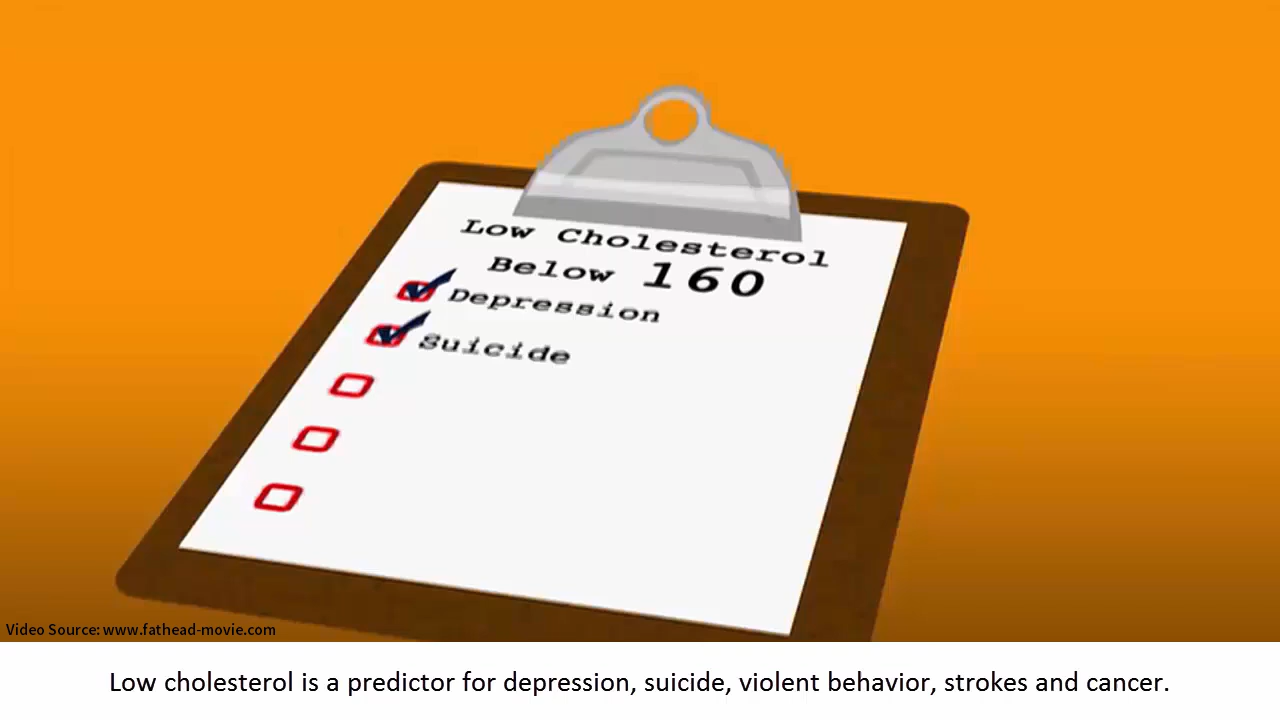 Low Cholesterol
Below 160
Depression
Suicide
Video Source: www.fathead-movie.com
Low cholesterol is a predictor for depression, suicide, violent behavior, strokes and cancer.